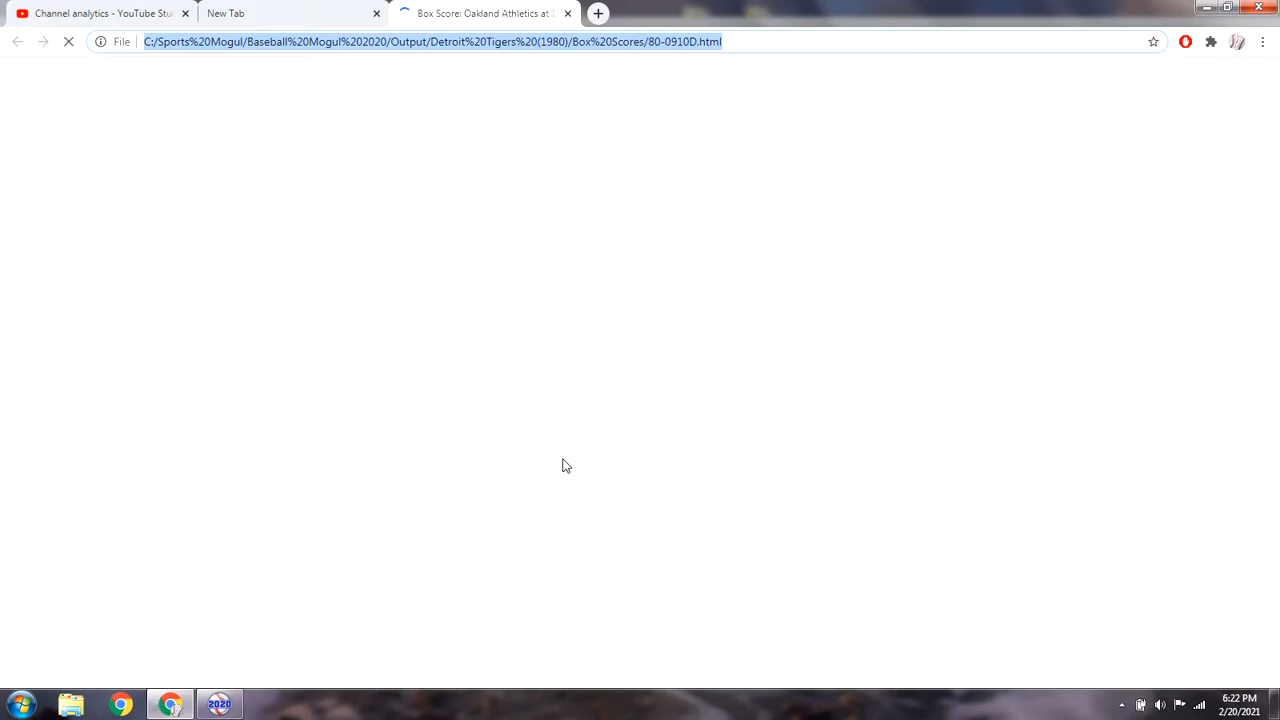 Channel analytics - YouTube Stu
New Tab
Box Score: Oakland Athletics at
File
C:/Sports%20Mogul/Baseball%20Mogul%202020/Output/Detroit%20Tigers%20(1980)/Box%20Scores/80-0910D.html
2020
6:22 PM
2/20/2021